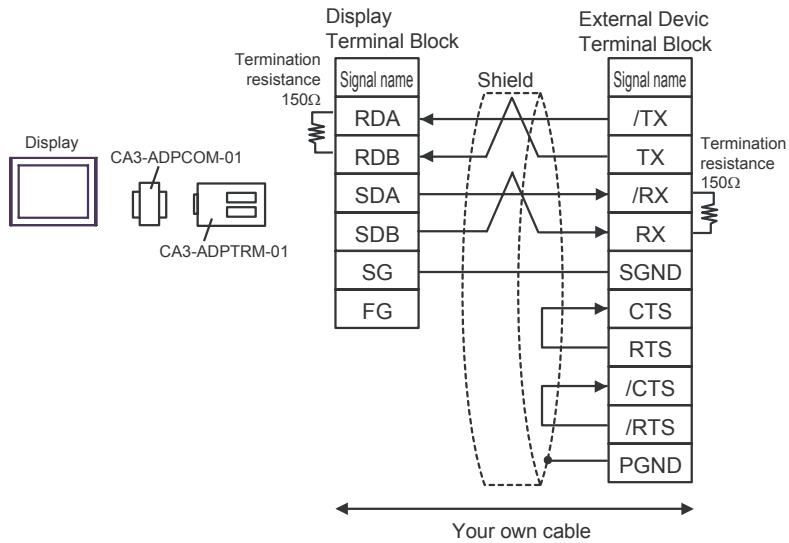 Display
Terminal Block
External Devic
Terminal Block
Termination
resistance
150Ω
Signal name
RDA
RDB
SDA
SDB
SG
FG
Shield
Signal name
/TX
TX
/RX
RX
SGND
CTS
RTS
/CTS
/RTS
PGND
Termination
resistance
150Ω
Display
CA3-ADPCOM-01
CA3-ADPTRM-01
Your own cable